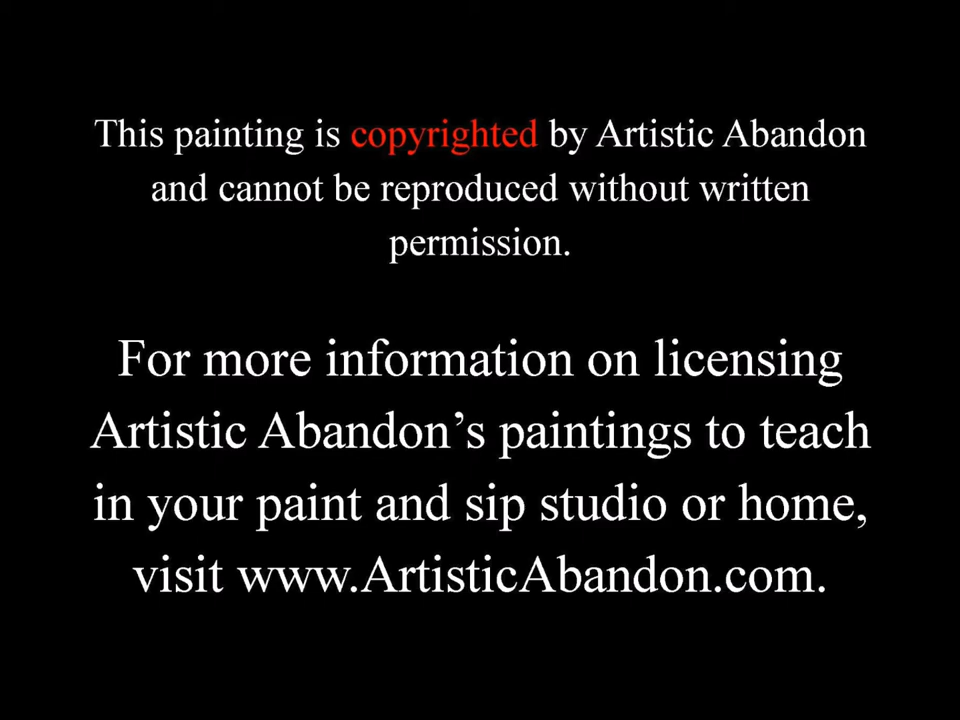 This painting is copyrighted by Artistic Abandon
and cannot be reproduced without written
permission.
For more information on licensing
Artistic Abandon’s paintings to teach
in your paint and sip studio or home,
visit www.ArtisticAbandon.com.